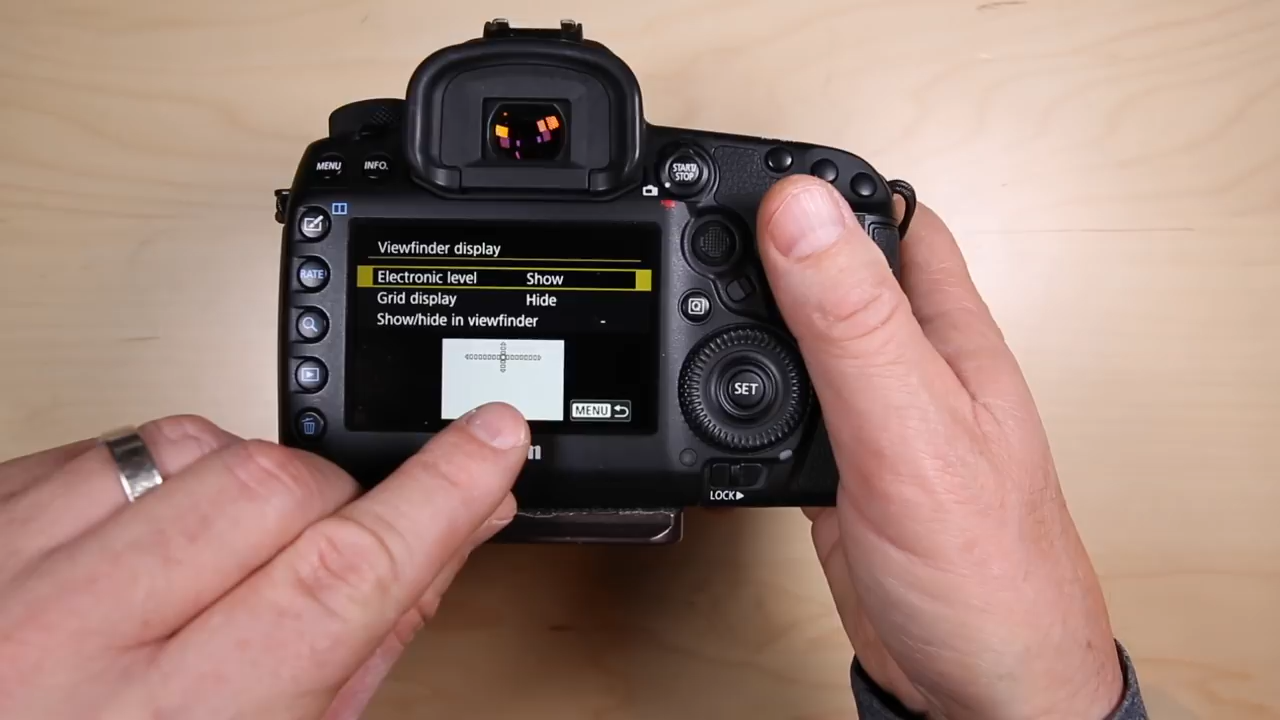 MENU
INFO.
START/
STOP
RATE
Viewfinder display
Electronic level Show
Grid display Hide
Show/hide in viewfinder -
MENU
Q
SET
LOCK▶